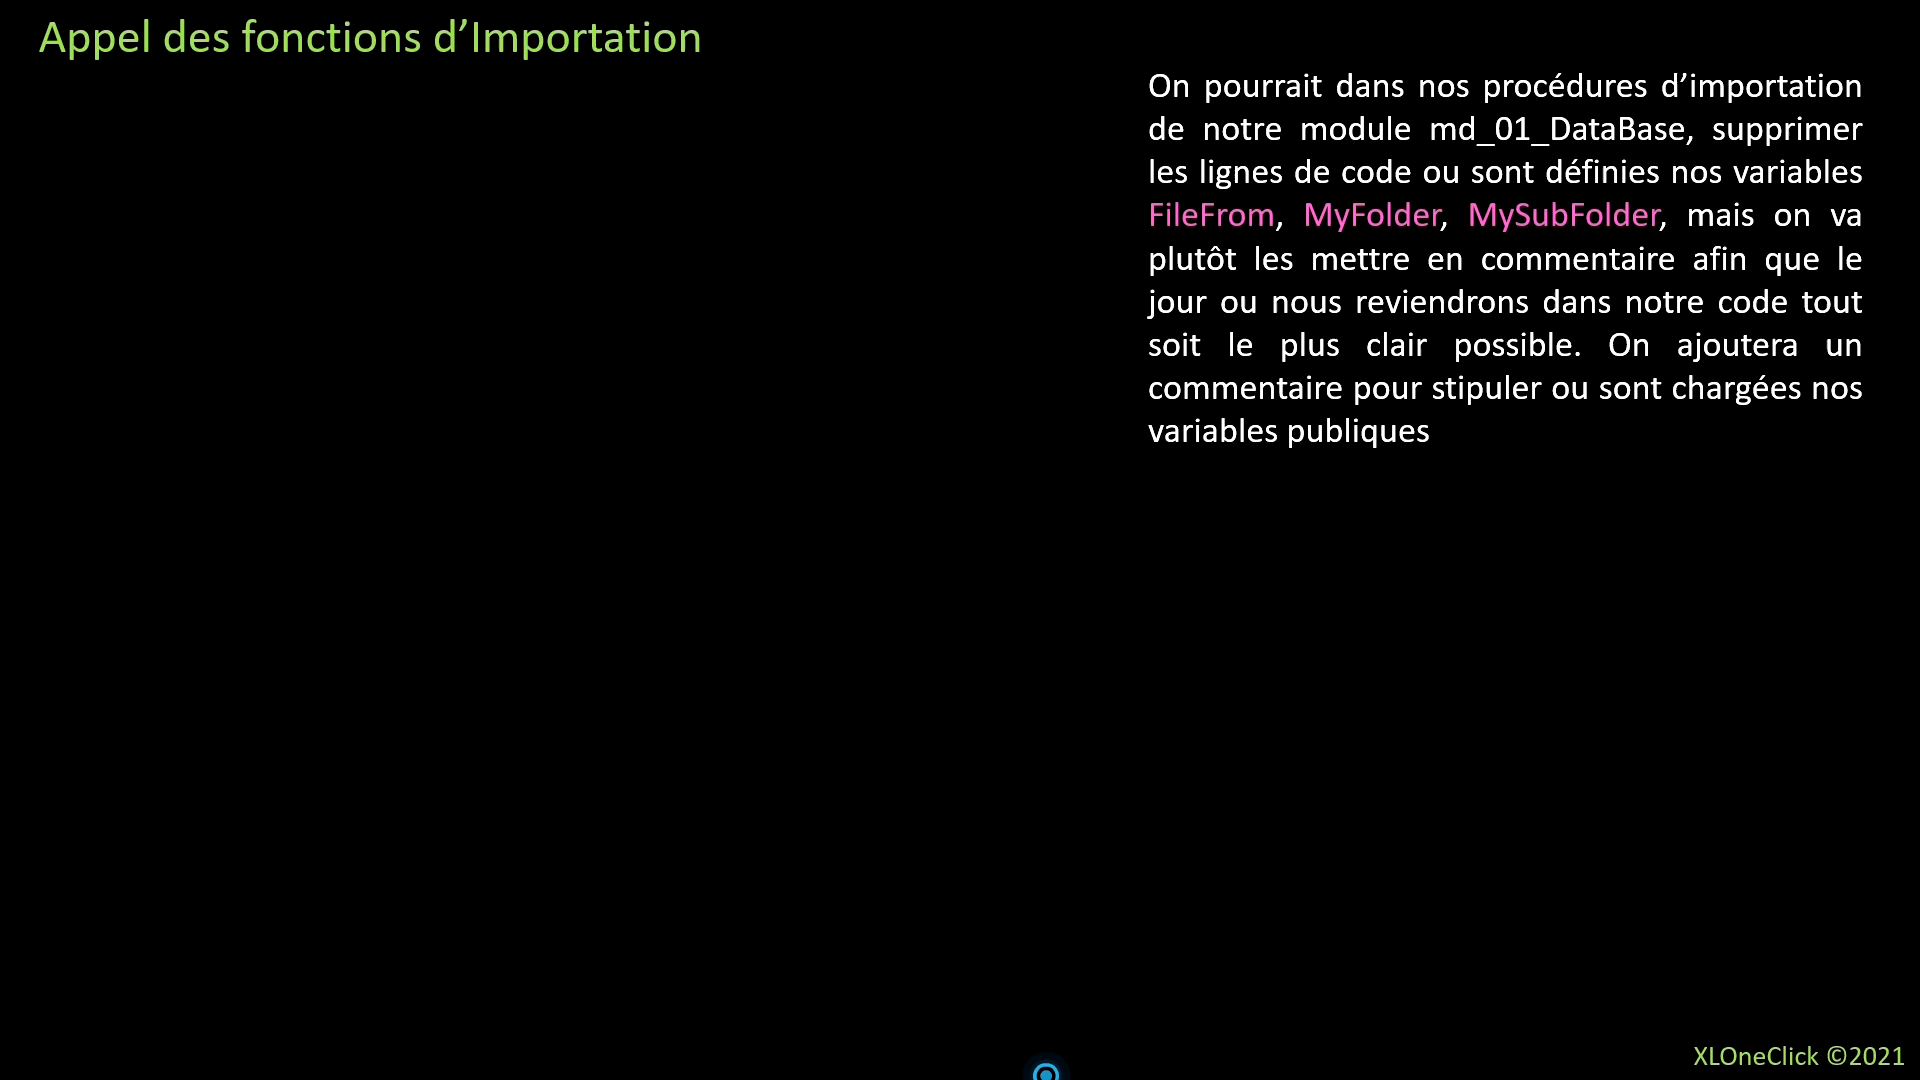 Appel des fonctions d’Importation
On pourrait dans nos procédures d’importation
de notre module md_01_DataBase, supprimer
les lignes de code ou sont définies nos variables
FileFrom, MyFolder, MySubFolder, mais on va
plutôt les mettre en commentaire afin que le
jour ou nous reviendrons dans notre code tout
soit le plus clair possible. On ajoutera un
commentaire pour stipuler ou sont chargées nos
variables publiques
XLOneClick ©2021